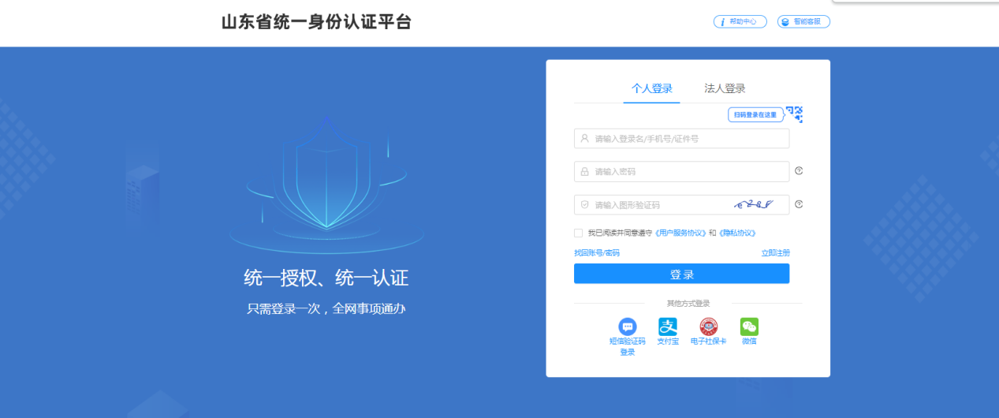 山东省统一身份认证平台
帮助中心
智能客服
个人登录
法人登录
扫码登录在这里
请输入登录名/手机号/证件号
请输入密码
请输入图形验证码
我已阅读并同意遵守《用户服务协议》和《隐私协议》
找回账号/密码
立即注册
登录
统一授权、统一认证
只需登录一次，全网事项通办
其他方式登录
短信验证码
登录
支付宝
电子社保卡
微信